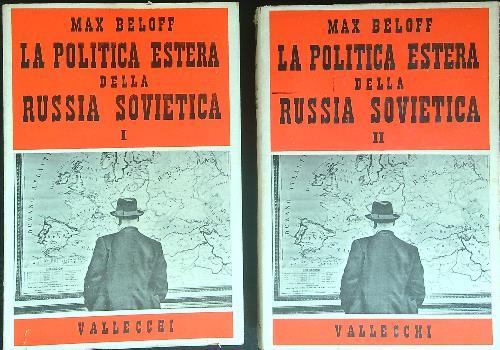 MAX BELOFF
LA POLITICA ESTERA
DELLA
RUSSIA SOVIETICA
I
VALLECCHI
MAX BELOFF
LA POLITICA ESTERA
DELLA
RUSSIA SOVIETICA
II
VALLECCHI